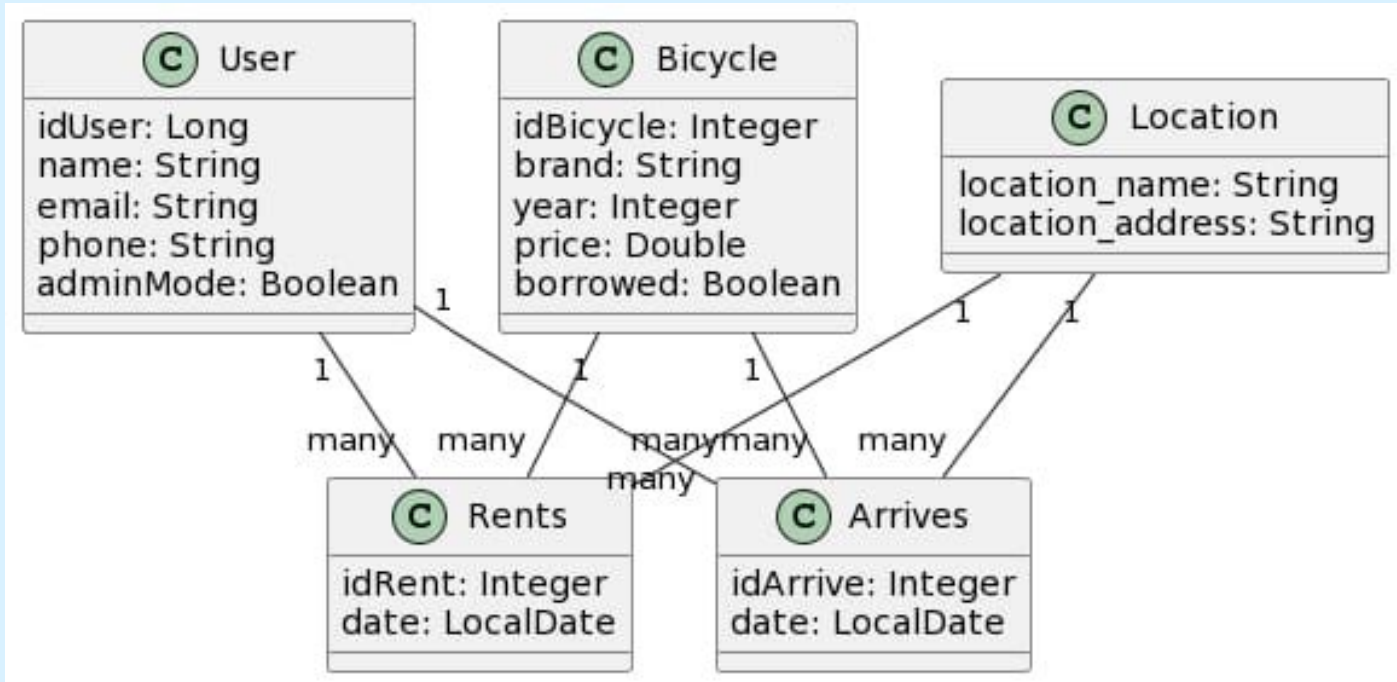 C User
idUser: Long
name: String
email: String
phone: String
adminMode: Boolean
C Bicycle
idBicycle: Integer
brand: String
year: Integer
price: Double
borrowed: Boolean
C Location
location_name: String
location_address: String
1
1
1
1
1
1
many
many
many
many
many
many
C Rents
idRent: Integer
date: LocalDate
C Arrives
idArrive: Integer
date: LocalDate